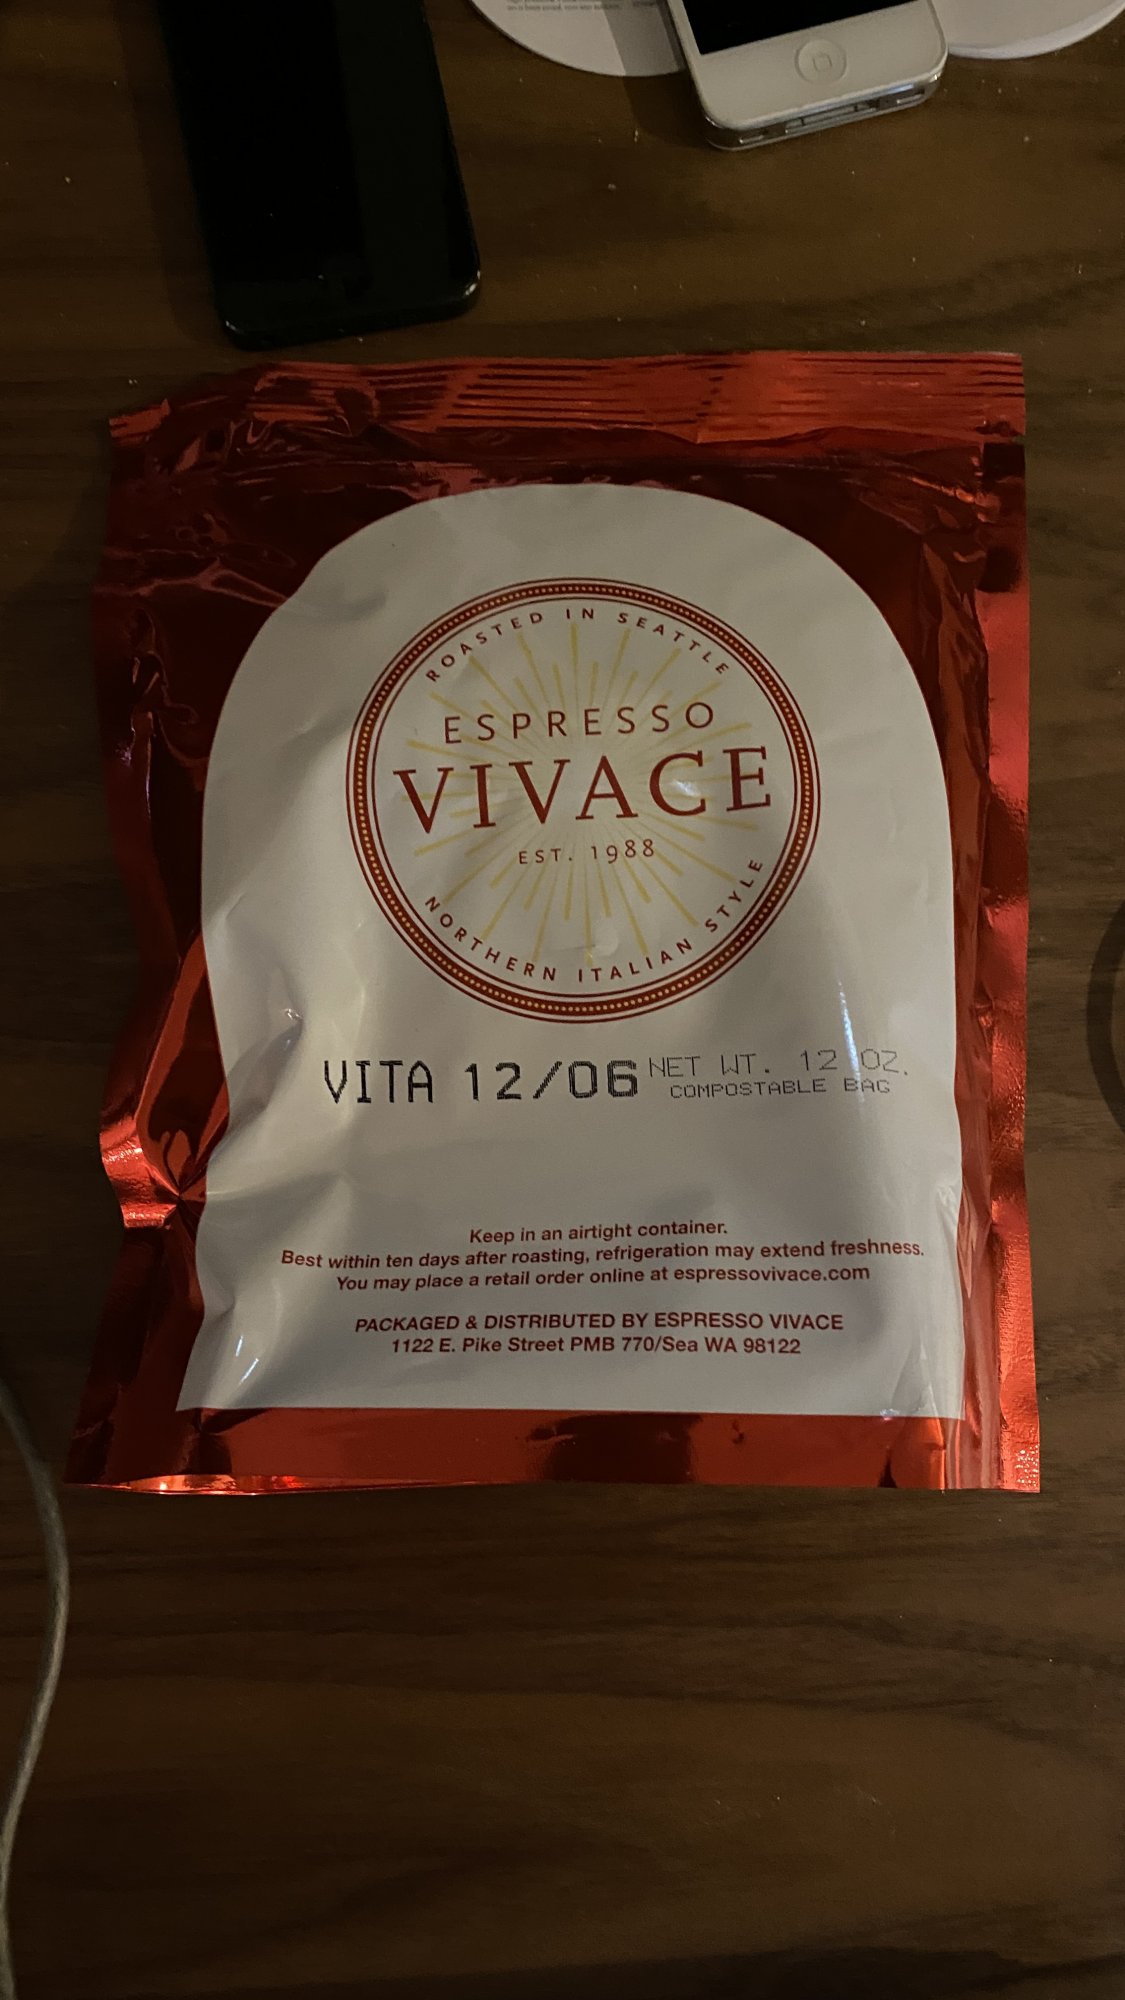 ROASTED IN SEATTLE
ESPRESSO
VIVACE
EST. 1988
NORTHERN ITALIAN STYLE
VITA 12/06
NET WT. 12 OZ.
COMPOSTABLE BAG
Keep in an airtight container.
Best within ten days after roasting, refrigeration may extend freshness.
You may place a retail order online at espressovivace.com
PACKAGED & DISTRIBUTED BY ESPRESSO VIVACE
1122 E. Pike Street PMB 770/Sea WA 98122